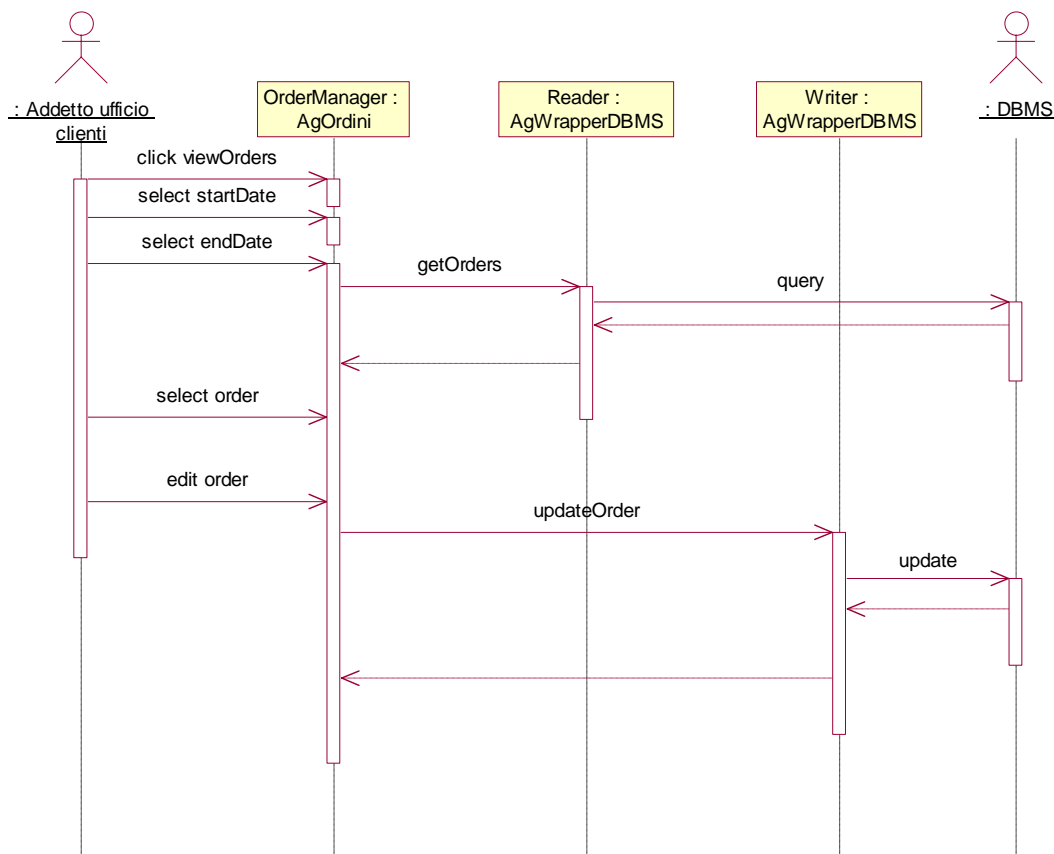 : Addetto ufficio
clienti
OrderManager :
AgOrdini
Reader :
AgWrapperDBMS
Writer :
AgWrapperDBMS
: DBMS
click viewOrders
select startDate
select endDate
getOrders
query
select order
edit order
updateOrder
update